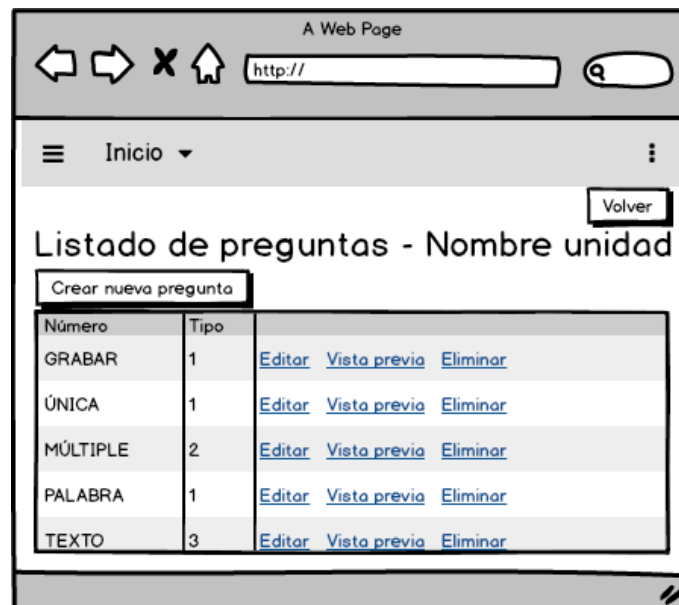 A Web Page
http://
Inicio
Volver
Listado de preguntas - Nombre unidad
Crear nueva pregunta
Número Tipo
GRABAR 1 Editar Vista previa Eliminar
ÚNICA 1 Editar Vista previa Eliminar
MÚLTIPLE 2 Editar Vista previa Eliminar
PALABRA 1 Editar Vista previa Eliminar
TEXTO 3 Editar Vista previa Eliminar